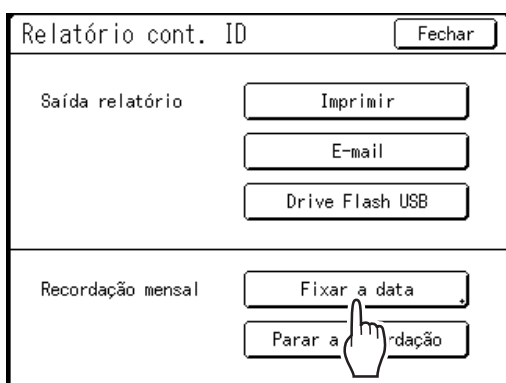 Relatório cont. ID
Fechar
Saída relatório
Imprimir
E-mail
Drive Flash USB
Recordação mensal
Fixar a data
Parar a rdação